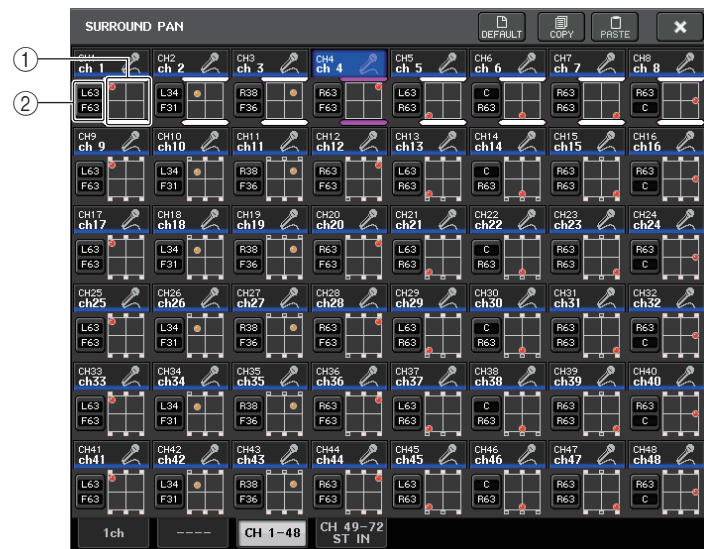 SURROUND PAN
DEFAULT COPY PASTE
①
②
CH1 CH2 CH3 CH4 CH5 CH6 CH7 CH8
ch 1 ch 2 ch 3 ch 4 ch 5 ch 6 ch 7 ch 8
L63 L34 R38 R63 L63 C R63 R63
F63 F31 F36 F63 R63 R63 R63 C
CH9 CH10 CH11 CH12 CH13 CH14 CH15 CH16
ch 9 ch10 ch11 ch12 ch13 ch14 ch15 ch16
L63 L34 R38 R63 L63 C R63 R63
F63 F31 F36 F63 R63 R63 R63 C
CH17 CH18 CH19 CH20 CH21 CH22 CH23 CH24
ch17 ch18 ch19 ch20 ch21 ch22 ch23 ch24
L63 L34 R38 R63 L63 C R63 R63
F63 F31 F36 F63 R63 R63 R63 C
CH25 CH26 CH27 CH28 CH29 CH30 CH31 CH32
ch25 ch26 ch27 ch28 ch29 ch30 ch31 ch32
L63 L34 R38 R63 L63 C R63 R63
F63 F31 F36 F63 R63 R63 R63 C
CH33 CH34 CH35 CH36 CH37 CH38 CH39 CH40
ch33 ch34 ch35 ch36 ch37 ch38 ch39 ch40
L63 L34 R38 R63 L63 C R63 R63
F63 F31 F36 F63 R63 R63 R63 C
CH41 CH42 CH43 CH44 CH45 CH46 CH47 CH48
ch41 ch42 ch43 ch44 ch45 ch46 ch47 ch48
L63 L34 R38 R63 L63 C R63 R63
F63 F31 F36 F63 R63 R63 R63 C
1ch ---- CH 1-48 CH 49-72
ST IN